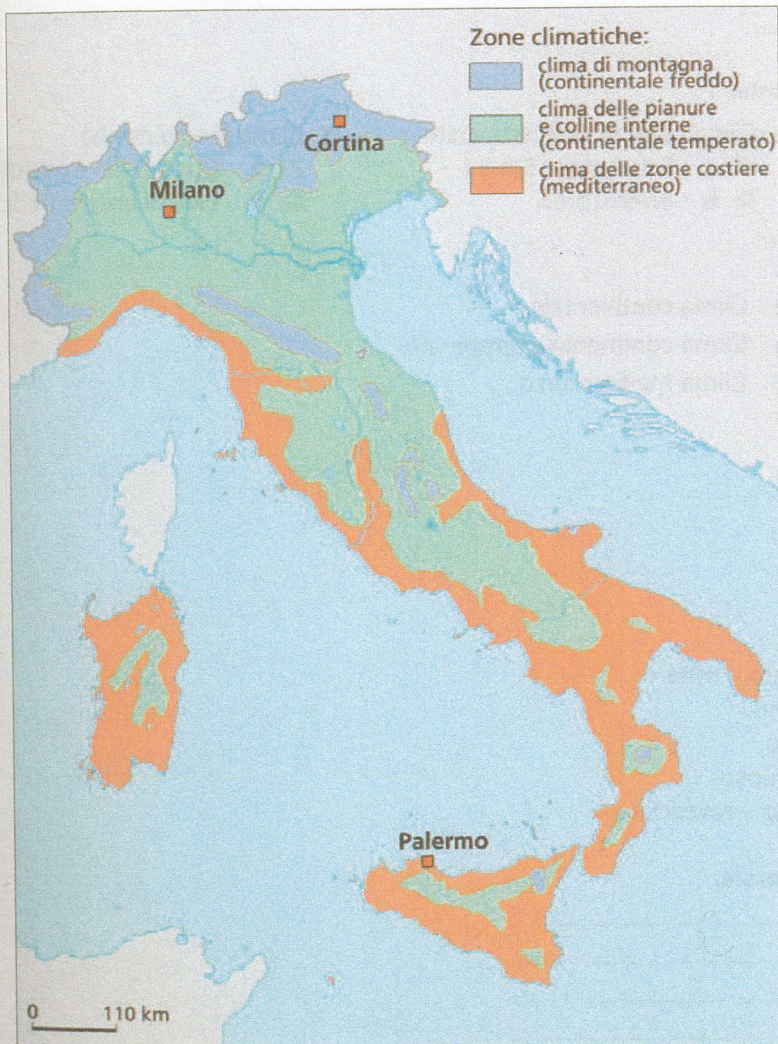 Zone climatiche:
clima di montagna
(continentale freddo)
clima delle pianure
e colline interne
(continentale temperato)
clima delle zone costiere
(mediterraneo)
Cortina
Milano
Palermo
0 110 km